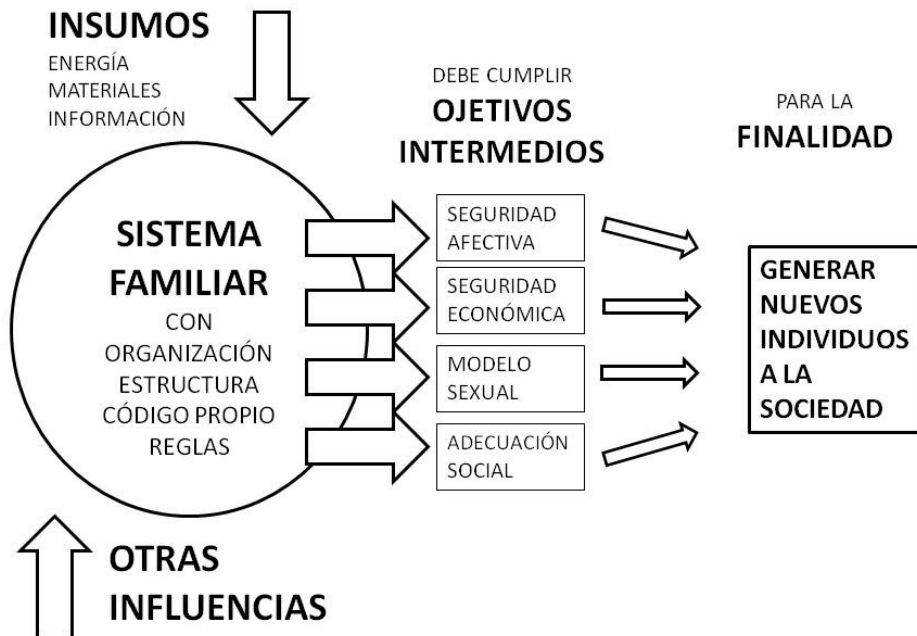 INSUMOS
ENERGÍA
MATERIALES
INFORMACIÓN
SISTEMA
FAMILIAR
CON
ORGANIZACIÓN
ESTRUCTURA
CÓDIGO PROPIO
REGLAS
OTRAS
INFLUENCIAS
DEBE CUMPLIR
OJETIVOS
INTERMEDIOS
SEGURIDAD
AFECTIVA
SEGURIDAD
ECONÓMICA
MODELO
SEXUAL
ADECUACIÓN
SOCIAL
PARA LA
FINALIDAD
GENERAR
NUEVOS
INDIVIDUOS
A LA
SOCIEDAD